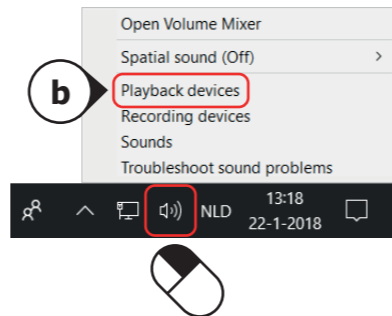 Open Volume Mixer
Spatial sound (Off) >
b
Playback devices
Recording devices
Sounds
Troubleshoot sound problems
NLD
13:18
22-1-2018